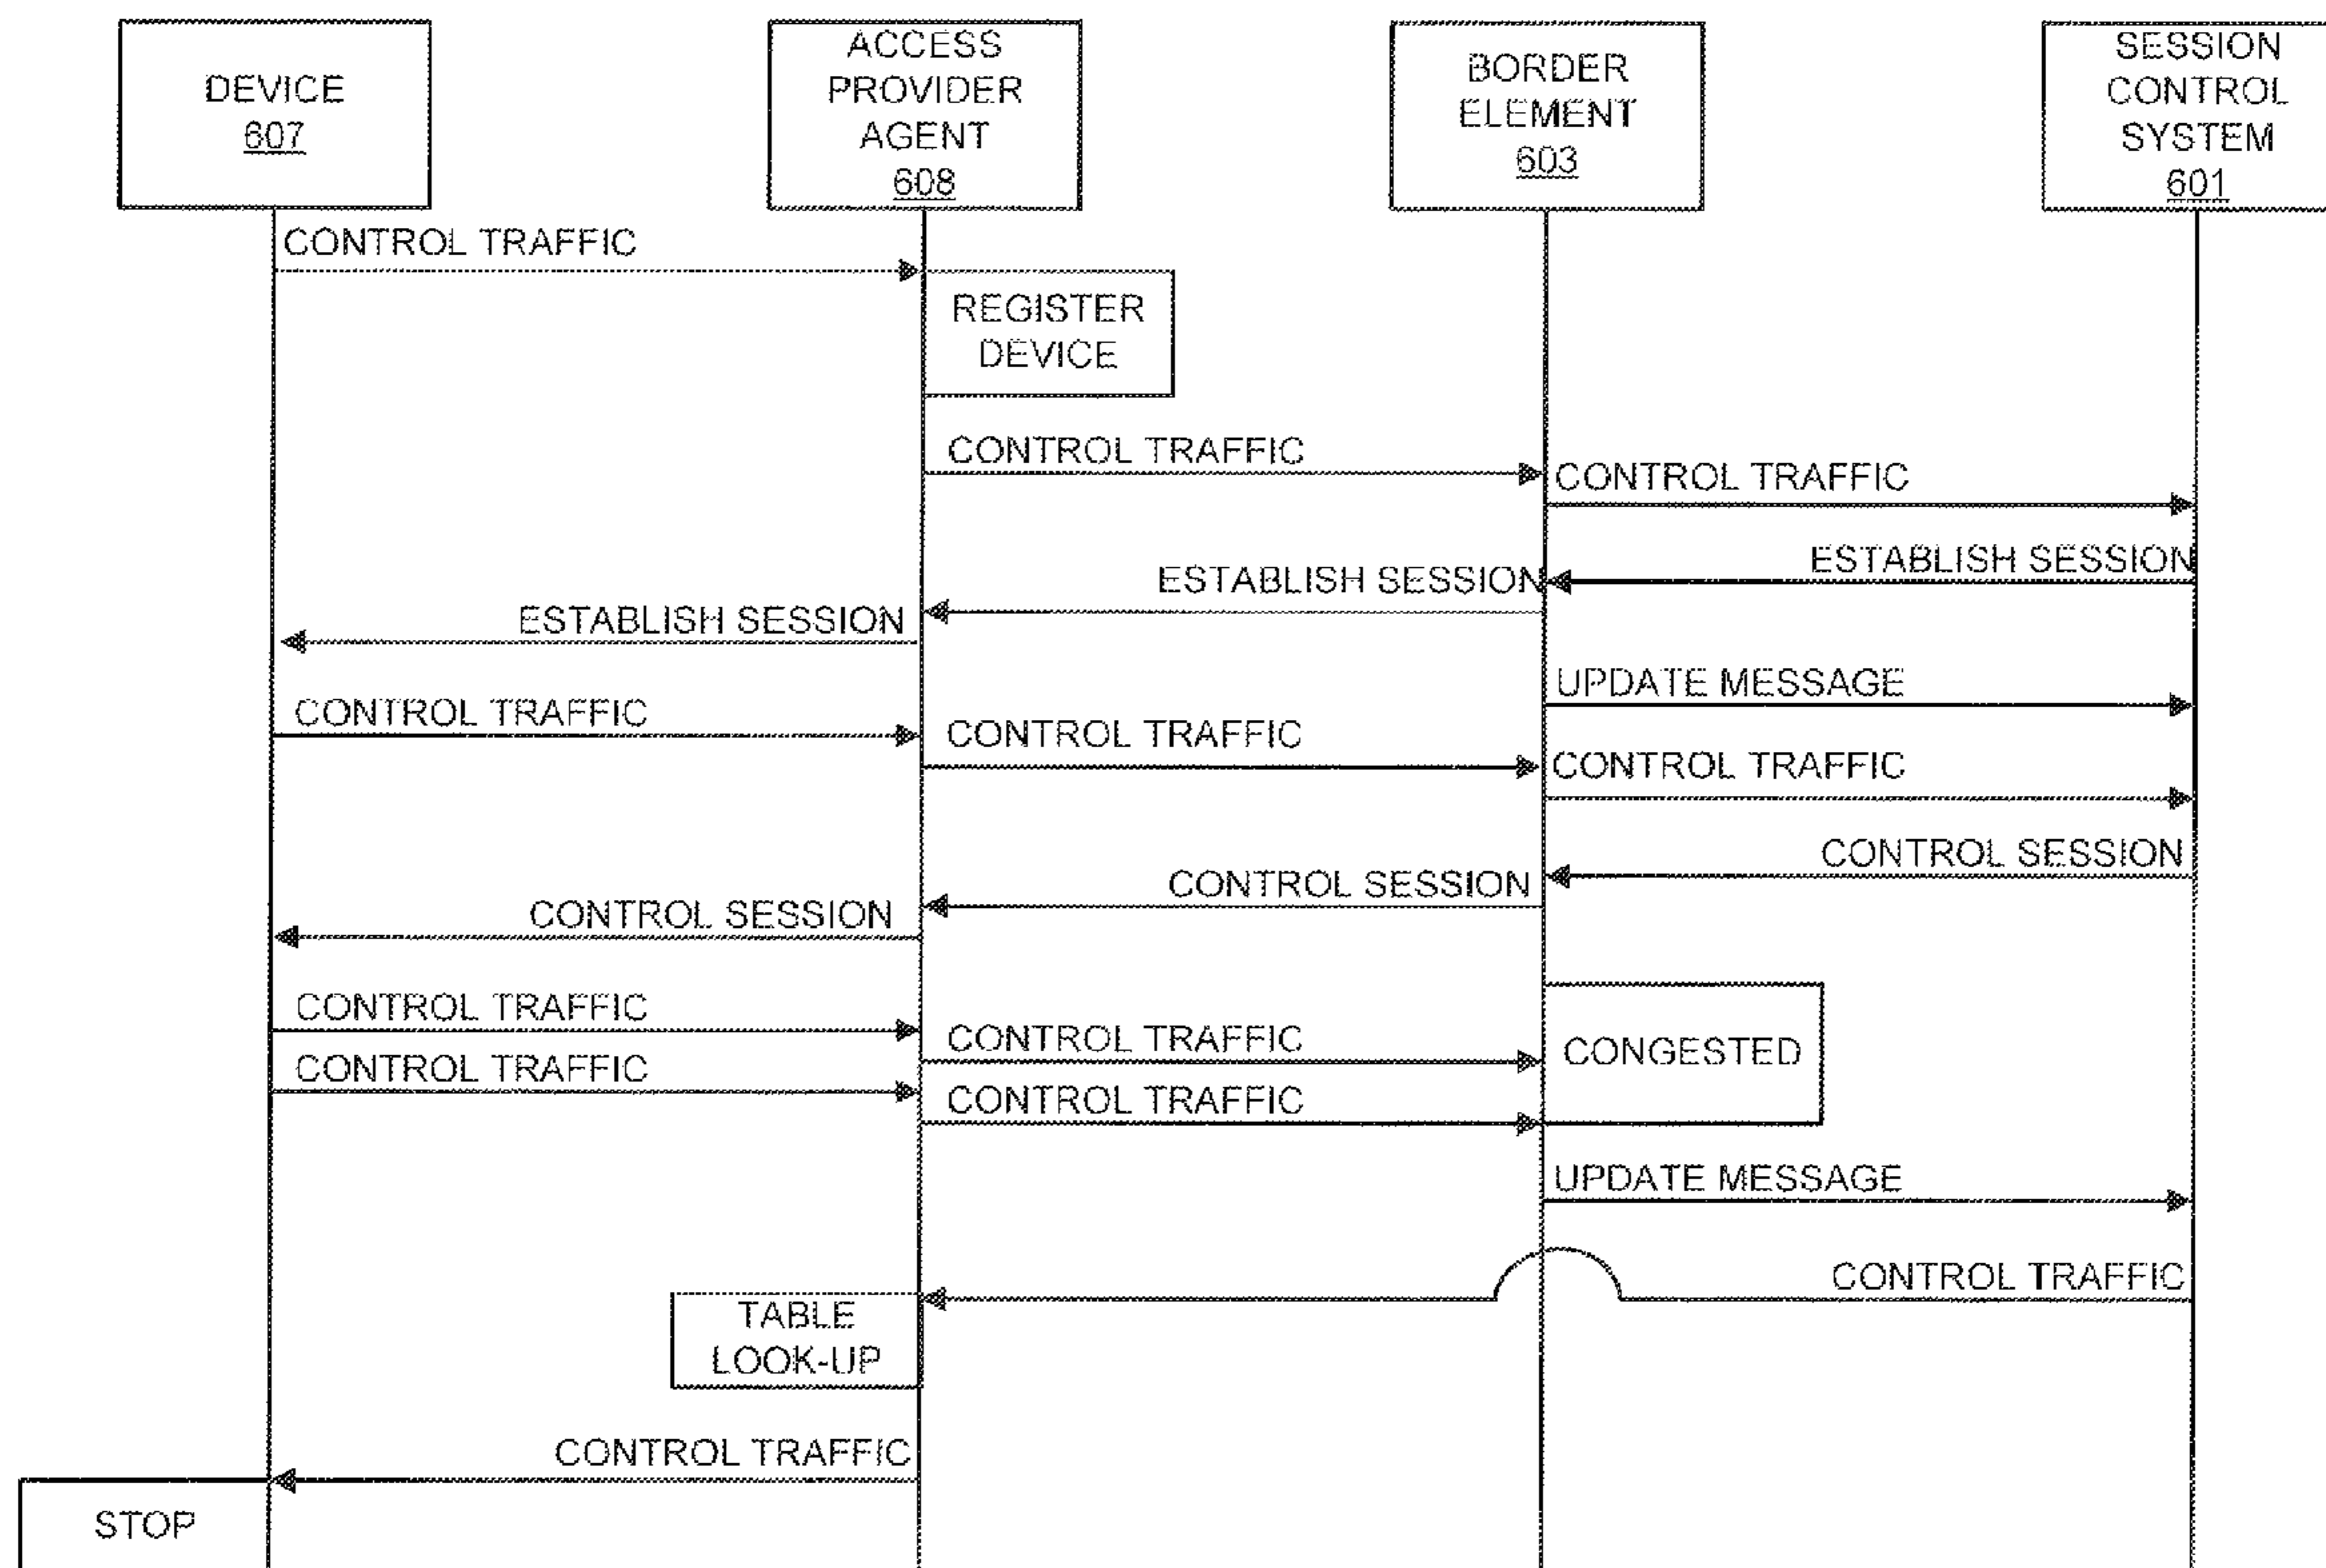 DEVICE
607
ACCESS
PROVIDER
AGENT
608
BORDER
ELEMENT
603
SESSION
CONTROL
SYSTEM
601
CONTROL TRAFFIC
REGISTER
DEVICE
CONTROL TRAFFIC
CONTROL TRAFFIC
ESTABLISH SESSION
ESTABLISH SESSION
ESTABLISH SESSION
UPDATE MESSAGE
CONTROL TRAFFIC
CONTROL TRAFFIC
CONTROL TRAFFIC
CONTROL SESSION
CONTROL SESSION
CONTROL SESSION
CONTROL TRAFFIC
CONTROL TRAFFIC
CONGESTED
CONTROL TRAFFIC
CONTROL TRAFFIC
UPDATE MESSAGE
CONTROL TRAFFIC
TABLE
LOOK-UP
CONTROL TRAFFIC
STOP